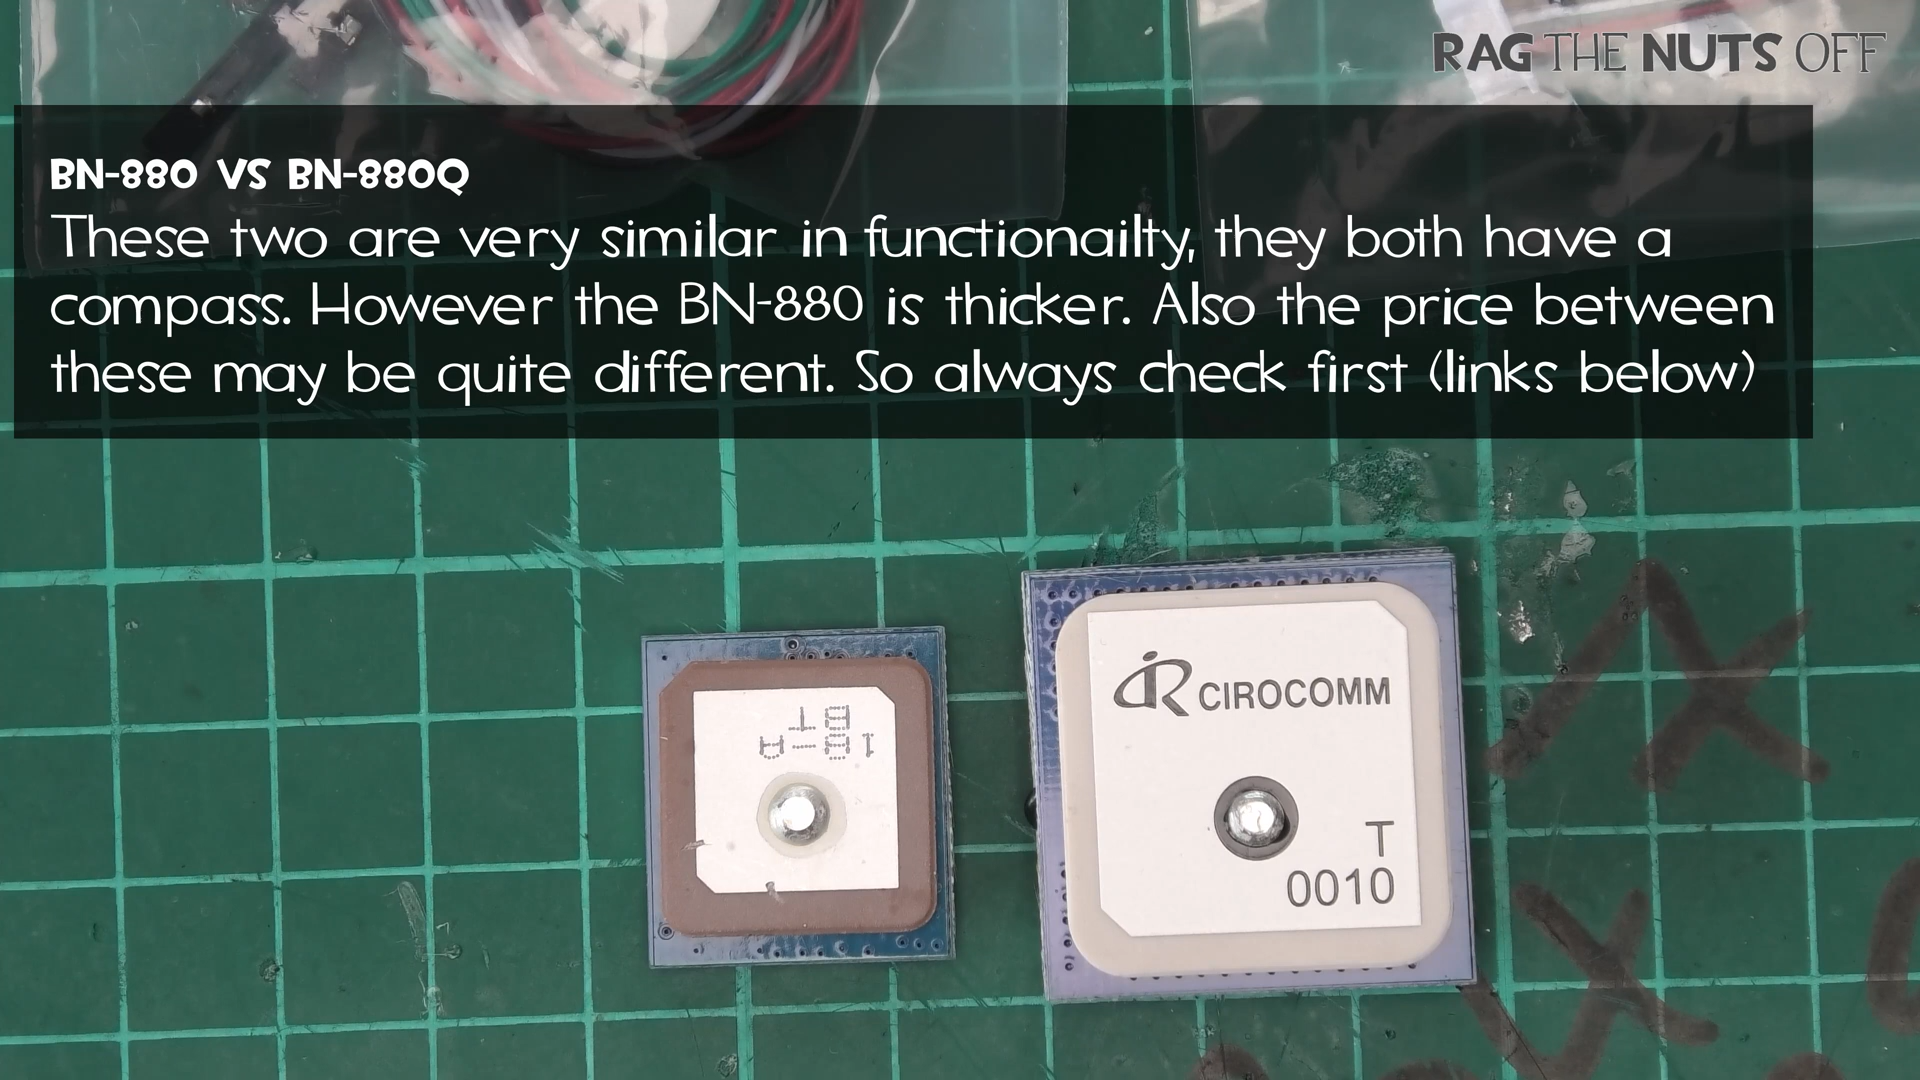 RAG THE NUTS OFF
BN-880 VS BN-880Q
These two are very similar in functionailty, they both have a
compass. However the BN-880 is thicker. Also the price between
these may be quite different. So always check first (links below)
BT
18-A
CIROCOMM
T
0010